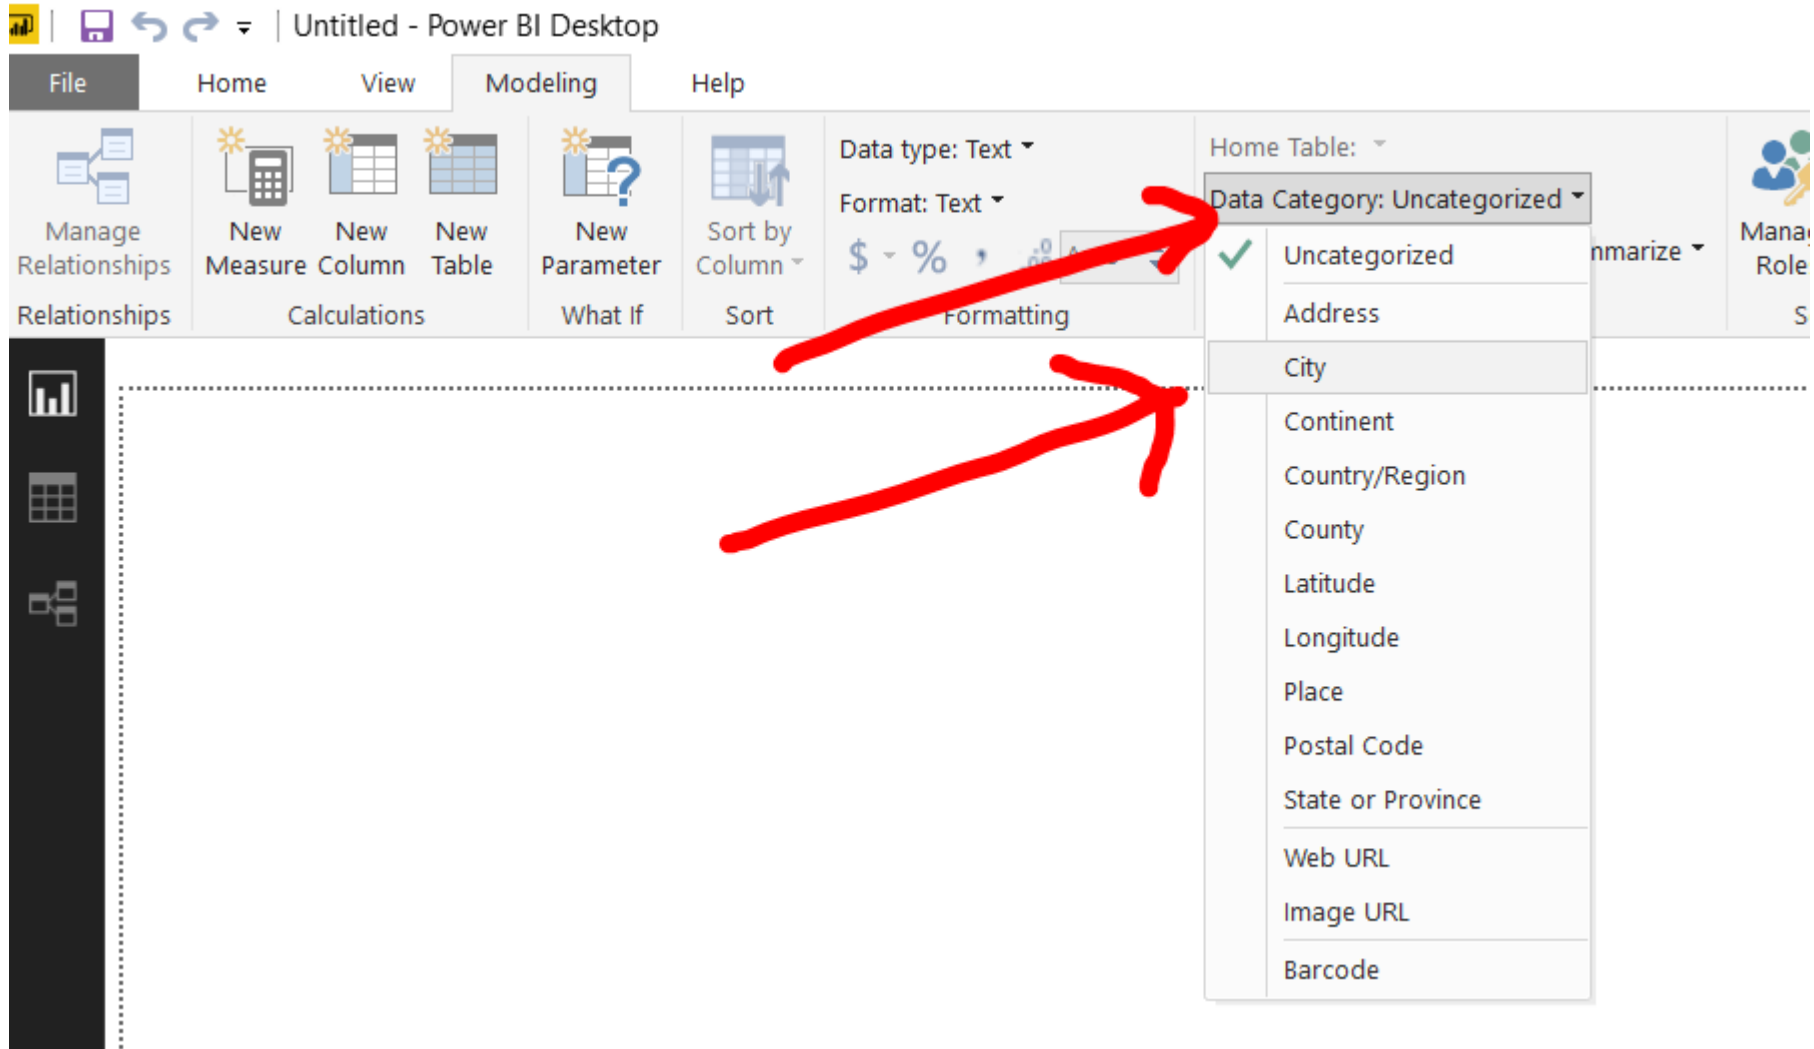 Untitled - Power BI Desktop
File Home View Modeling Help
Manage Relationships
New Measure
New Column
New Table
New Parameter
Sort by Column
Data type: Text
Format: Text
$ % ,
Home Table:
Data Category: Uncategorized
Relationships Calculations What If Sort Formatting
Uncategorized
Address
City
Continent
Country/Region
County
Latitude
Longitude
Place
Postal Code
State or Province
Web URL
Image URL
Barcode